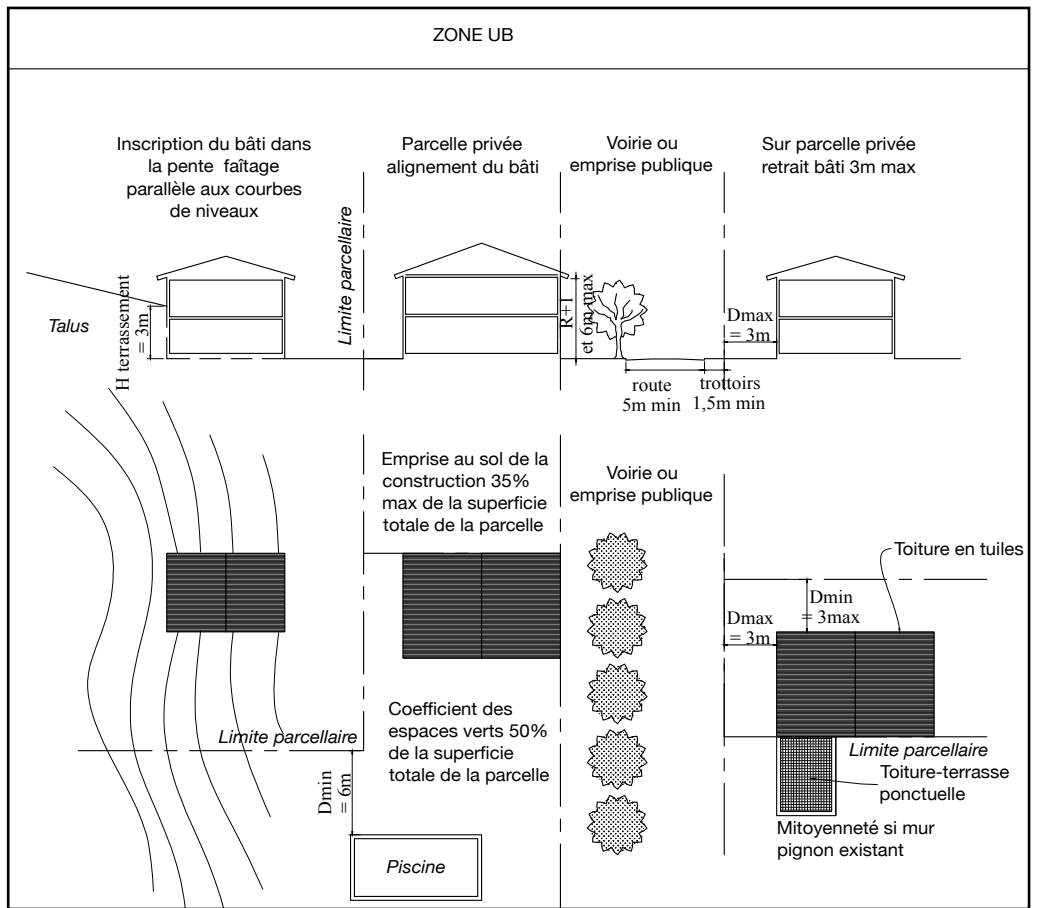 ZONE UB
Inscription du bâti dans
la pente faîtage
parallèle aux courbes
de niveaux
Parcelle privée
alignement du bâti
Voirie ou
emprise publique
Sur parcelle privée
retrait bâti 3m max
Limite parcellaire
Talus
H terrassement
= 3m
R+1
et 6m max
Dmax
= 3m
route
5m min
trottoirs
1,5m min
Emprise au sol de la
construction 35%
max de la superficie
totale de la parcelle
Voirie ou
emprise publique
Toiture en tuiles
Dmin
= 3max
Dmax
= 3m
Coefficient des
espaces verts 50%
de la superficie
totale de la parcelle
Limite parcellaire
Dmin
= 6m
Piscine
Limite parcellaire
Toiture-terrasse
ponctuelle
Mitoyenneté si mur
pignon existant